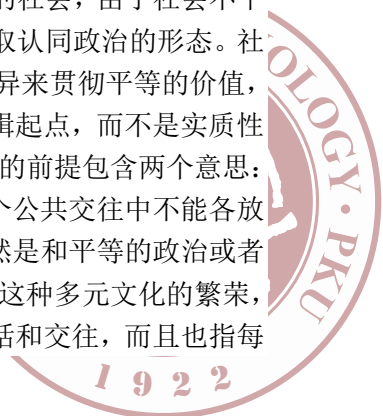 的社会，由于社会不平
取认同政治的形态。社
异来贯彻平等的价值，
辑起点，而不是实质性
的前提包含两个意思：
个公共交往中不能各放
然是和平等的政治或者
这种多元文化的繁荣，
活和交往，而且也指每
OLOGY • PKU
1922